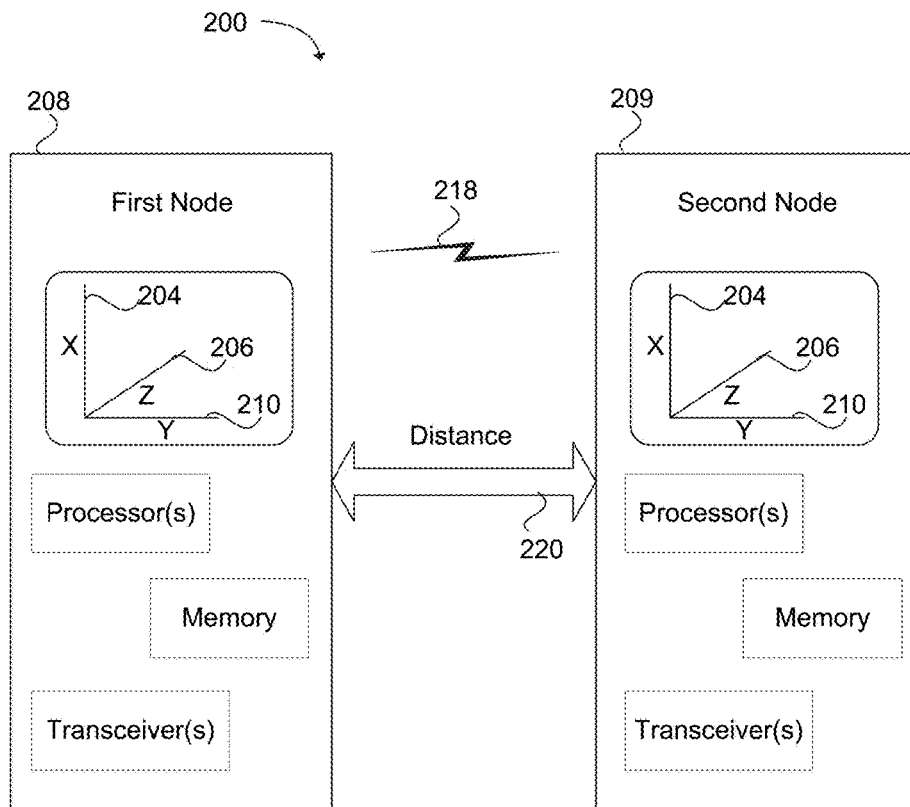 200
208
209
First Node
218
Second Node
204
X
206
Z
210
Y
204
X
206
Z
210
Y
Distance
220
Processor(s)
Memory
Transceiver(s)
Processor(s)
Memory
Transceiver(s)